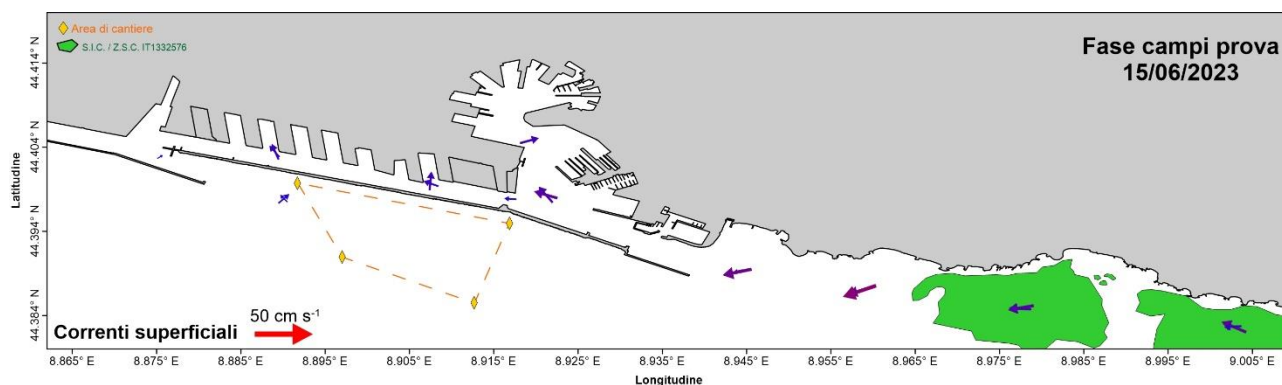 Area di cantiere
S.I.C. / Z.S.C. IT1332576
Fase campi prova
15/06/2023
44.414° N
44.404° N
44.394° N
44.384° N
Latitudine
50 cm s⁻¹
Correnti superficiali
8.865° E
8.875° E
8.885° E
8.895° E
8.905° E
8.915° E
8.925° E
8.935° E
8.945° E
8.955° E
8.965° E
8.975° E
8.985° E
8.995° E
9.005° E
Longitudine